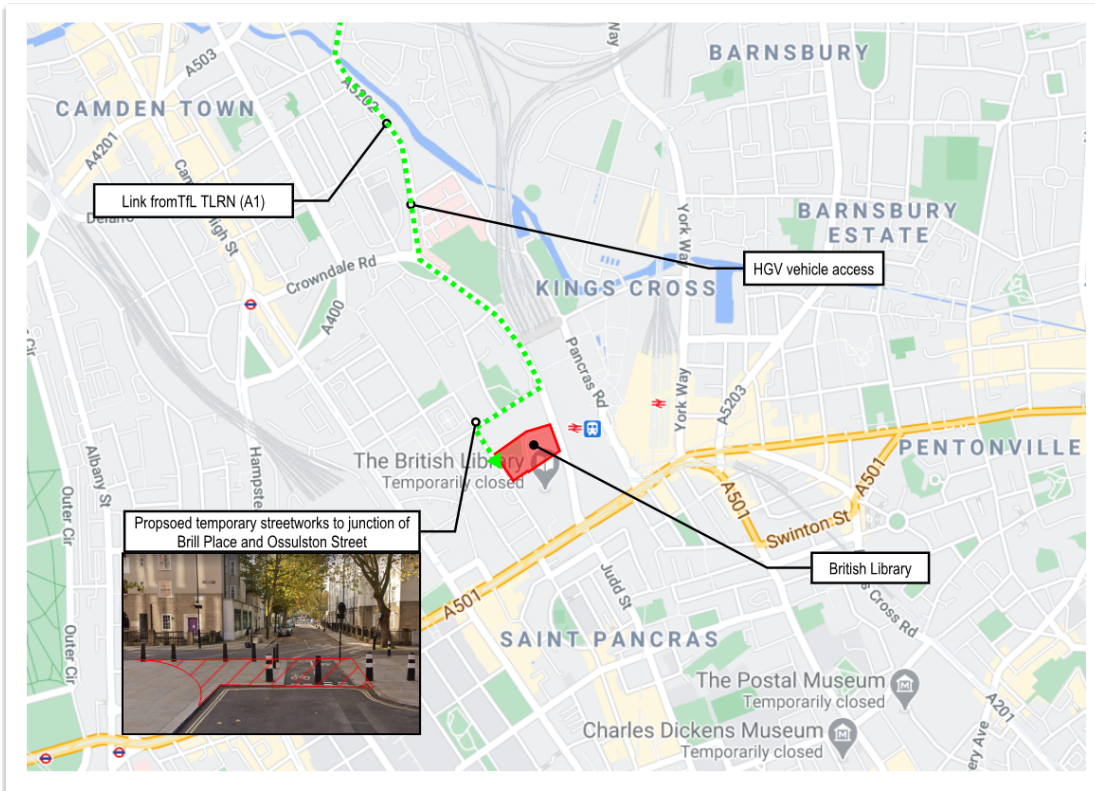 Way
BARNSBURY
A503
CAMDEN TOWN
A5202
A4201
Link fromTfL TLRN (A1)
High St
York Way
BARNSBURY
ESTATE
HGV vehicle access
Crowndale Rd
KINGS CROSS
A400
Pancras Rd
York Way
A5203
Albany St
Outer Cir
The British Library
Temporarily closed
PENTONVILLE
A501
A501
Swinton St
Propsoed temporary streetworks to junction of
Brill Place and Ossulston Street
British Library
A501
Judd St
Outer Cir
SAINT PANCRAS
The Postal Museum
Temporarily closed
Charles Dickens Museum
Temporarily closed
A201